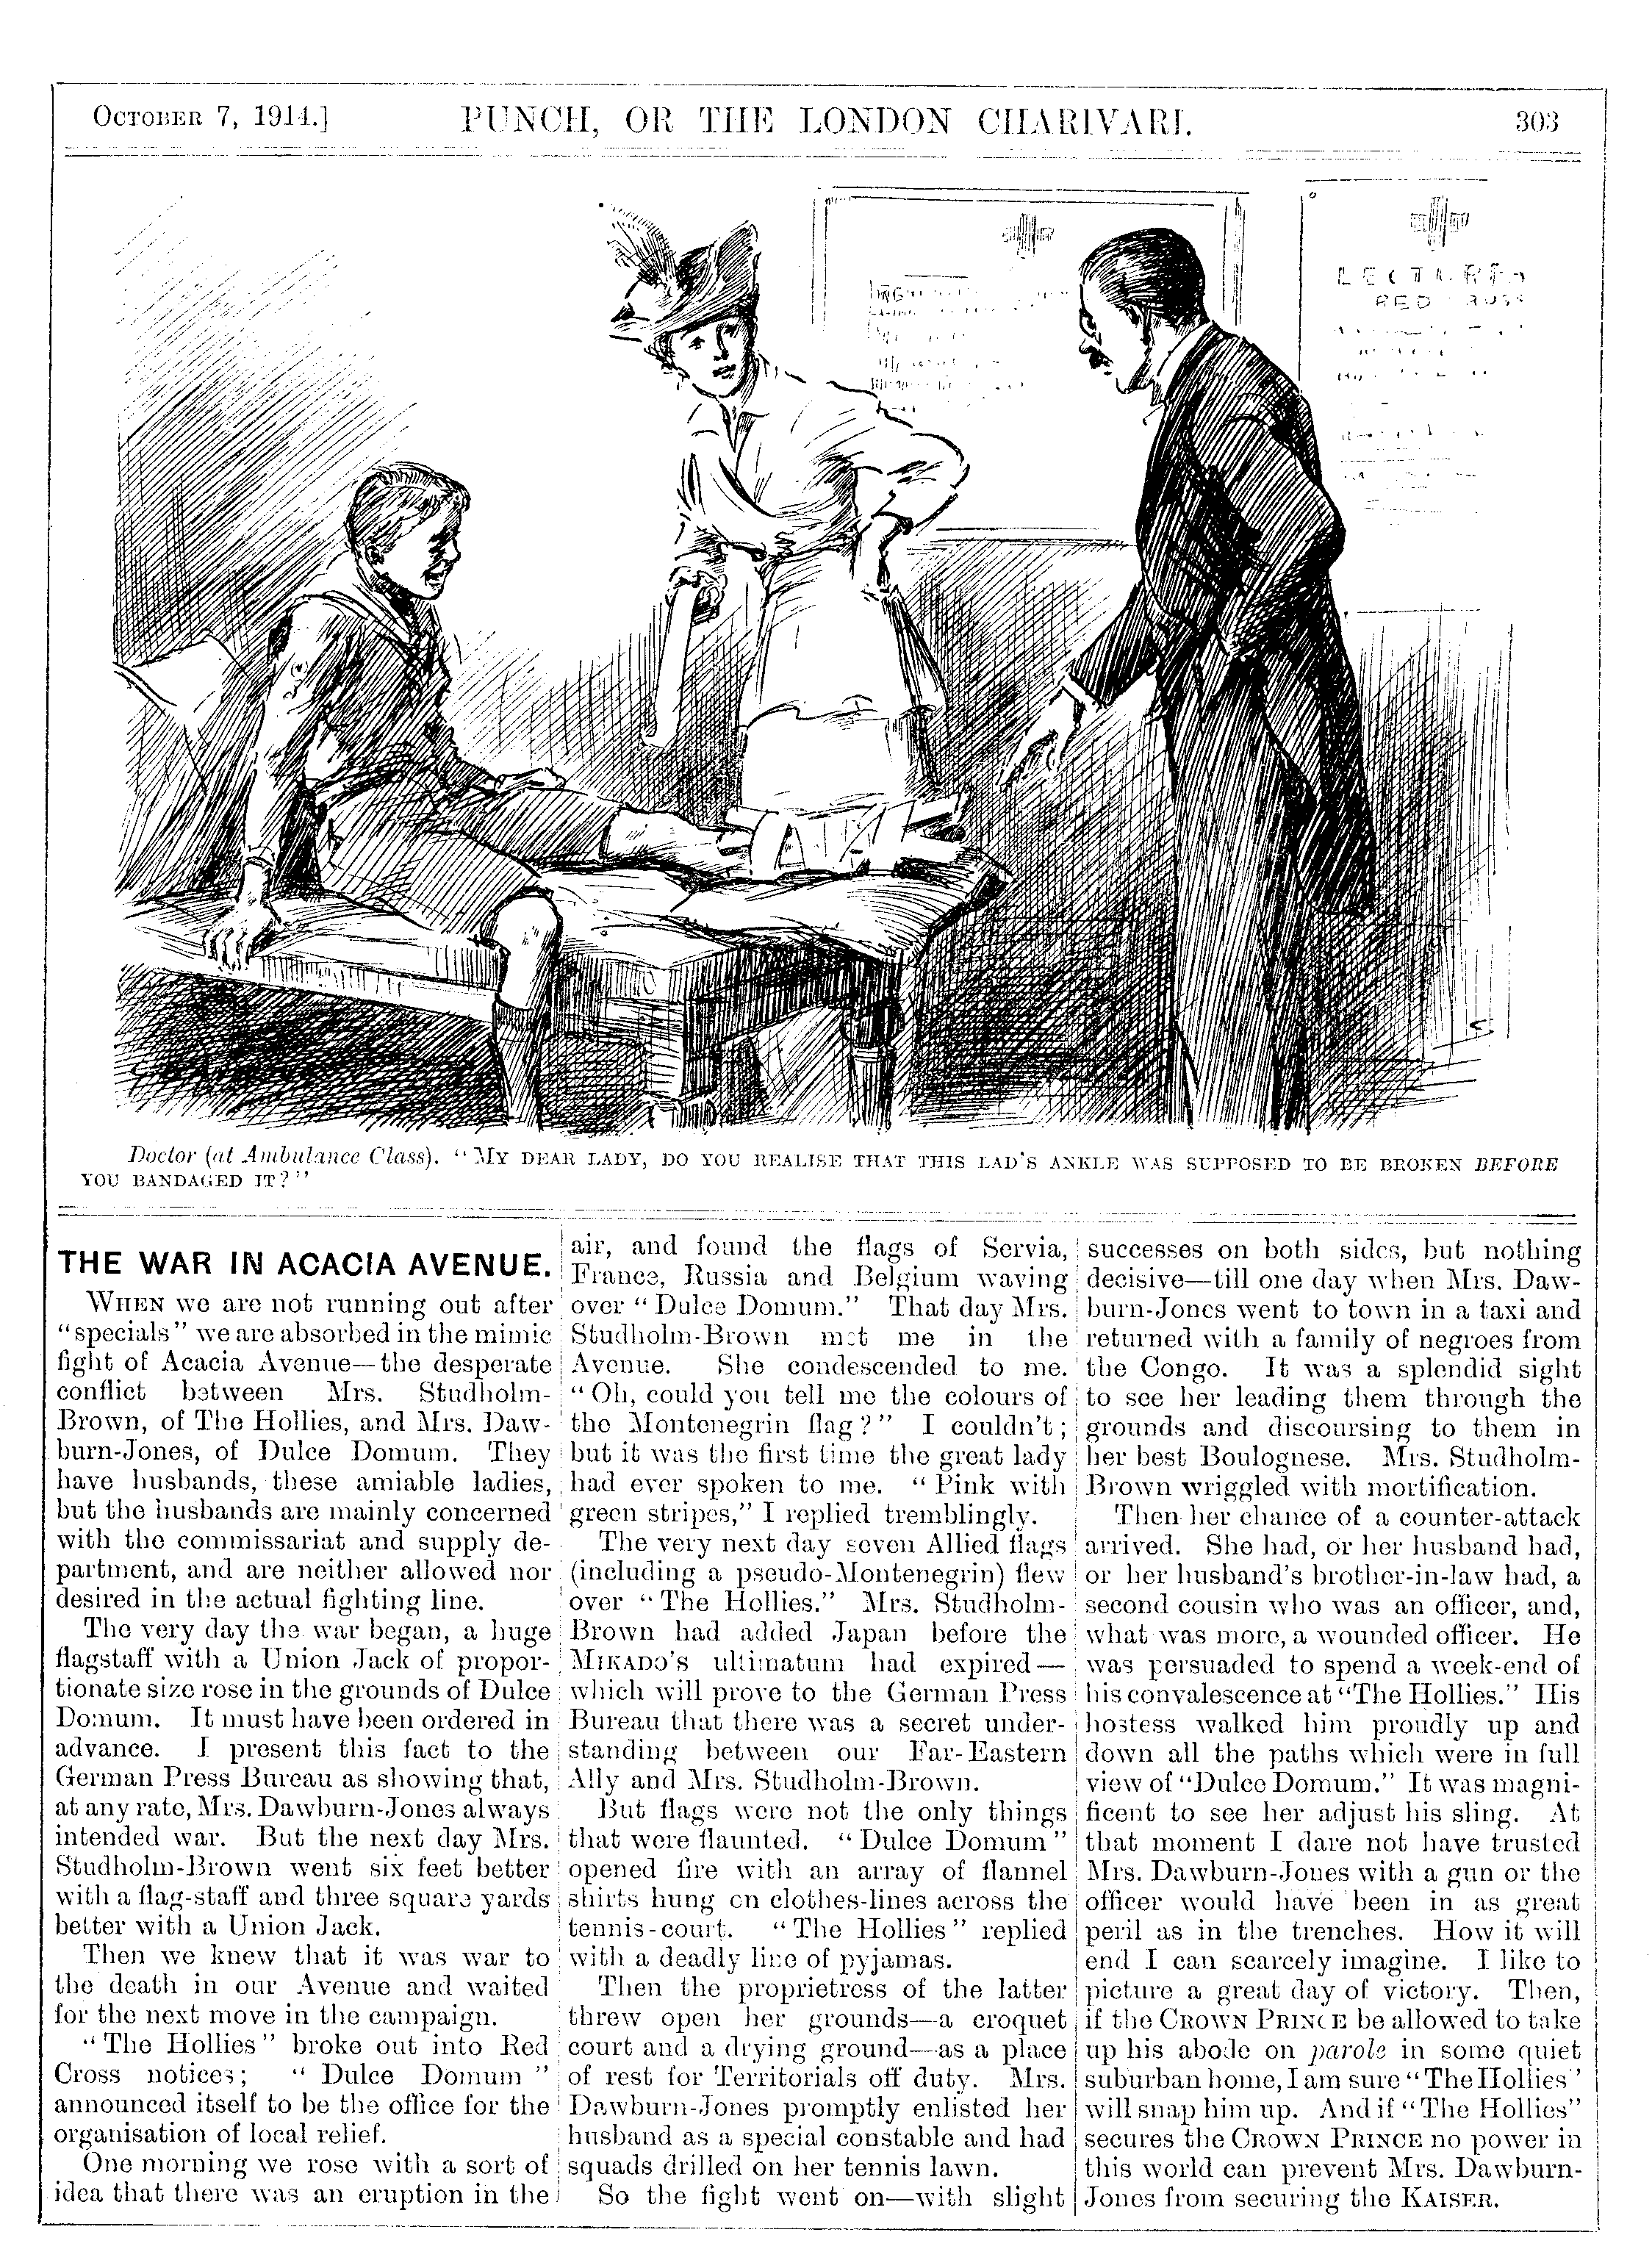 OCTOBER 7, 1914.]
PUNCH, OR THE LONDON CHARIVARI.
303
LECTURES
RED CROSS
Doctor (at Ambulance Class). "MY DEAR LADY, DO YOU REALISE THAT THIS LAD'S ANKLE WAS SUPPOSED TO BE BROKEN BEFORE
YOU BANDAGED IT?"
THE WAR IN ACACIA AVENUE.
WHEN we are not running out after
"specials" we are absorbed in the mimic
fight of Acacia Avenue—the desperate
conflict between Mrs. Studholm-
Brown, of The Hollies, and Mrs. Daw-
burn-Jones, of Dulce Domum. They
have husbands, these amiable ladies,
but the husbands are mainly concerned
with the commissariat and supply de-
partment, and are neither allowed nor
desired in the actual fighting line.
The very day the war began, a huge
flagstaff with a Union Jack of propor-
tionate size rose in the grounds of Dulce
Domum. It must have been ordered in
advance. I present this fact to the
German Press Bureau as showing that,
at any rate, Mrs. Dawburn-Jones always
intended war. But the next day Mrs.
Studholm-Brown went six feet better
with a flag-staff and three square yards
better with a Union Jack.
Then we knew that it was war to
the death in our Avenue and waited
for the next move in the campaign.
"The Hollies" broke out into Red
Cross notices; "Dulce Domum"
announced itself to be the office for the
organisation of local relief.
One morning we rose with a sort of
idea that there was an eruption in the
air, and found the flags of Servia,
France, Russia and Belgium waving
over "Dulce Domum." That day Mrs.
Studholm-Brown met me in the
Avenue. She condescended to me.
"Oh, could you tell me the colours of
the Montenegrin flag?" I couldn't;
but it was the first time the great lady
had ever spoken to me. "Pink with
green stripes," I replied tremblingly.
The very next day seven Allied flags
(including a pseudo-Montenegrin) flew
over "The Hollies." Mrs. Studholm-
Brown had added Japan before the
MIKADO'S ultimatum had expired—
which will prove to the German Press
Bureau that there was a secret under-
standing between our Far-Eastern
Ally and Mrs. Studholm-Brown.
But flags were not the only things
that were flaunted. "Dulce Domum"
opened fire with an array of flannel
shirts hung on clothes-lines across the
tennis-court. "The Hollies" replied
with a deadly line of pyjamas.
Then the proprietress of the latter
threw open her grounds—a croquet
court and a drying ground—as a place
of rest for Territorials off duty. Mrs.
Dawburn-Jones promptly enlisted her
husband as a special constable and had
squads drilled on her tennis lawn.
So the fight went on—with slight
successes on both sides, but nothing
decisive—till one day when Mrs. Daw-
burn-Jones went to town in a taxi and
returned with a family of negroes from
the Congo. It was a splendid sight
to see her leading them through the
grounds and discoursing to them in
her best Boulognese. Mrs. Studholm-
Brown wriggled with mortification.
Then her chance of a counter-attack
arrived. She had, or her husband had,
or her husband's brother-in-law had, a
second cousin who was an officer, and,
what was more, a wounded officer. He
was persuaded to spend a week-end of
his convalescence at "The Hollies." His
hostess walked him proudly up and
down all the paths which were in full
view of "Dulce Domum." It was magni-
ficent to see her adjust his sling. At
that moment I dare not have trusted
Mrs. Dawburn-Jones with a gun or the
officer would have been in as great
peril as in the trenches. How it will
end I can scarcely imagine. I like to
picture a great day of victory. Then,
if the CROWN PRINCE be allowed to take
up his abode on parole in some quiet
suburban home, I am sure "The Hollies"
will snap him up. And if "The Hollies"
secures the CROWN PRINCE no power in
this world can prevent Mrs. Dawburn-
Jones from securing the KAISER.